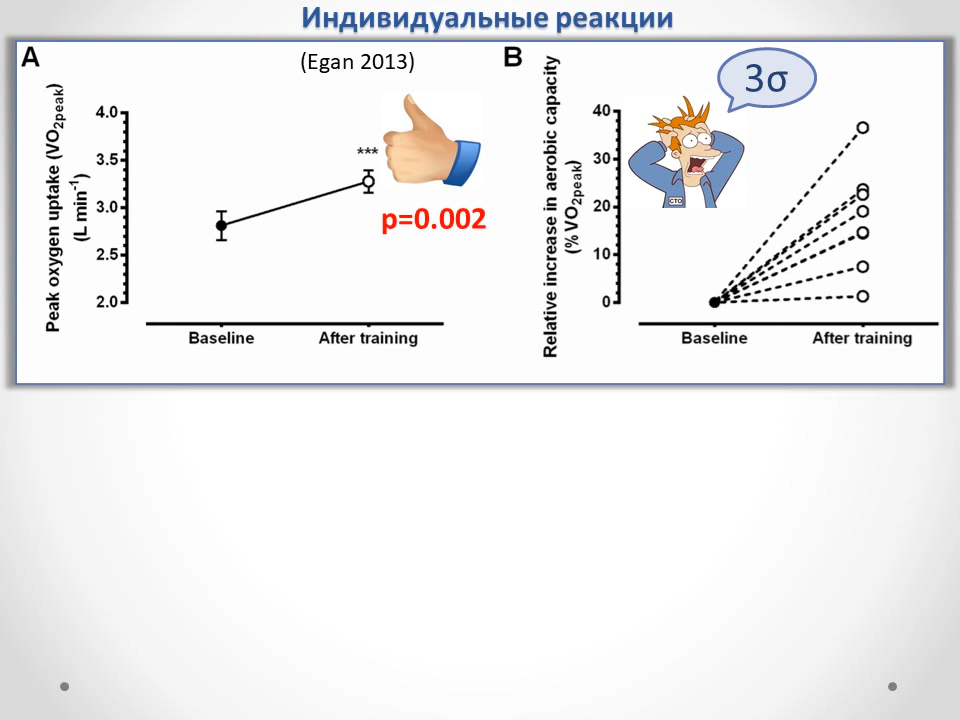 Индивидуальные реакции
A
(Egan 2013)
Peak oxygen uptake (VO2peak)
(L min-1)
4.0
3.5
3.0
2.5
2.0
***
p=0.002
Baseline
After training
B
3σ
CTO
Relative increase in aerobic capacity
(% VO2peak)
40
30
20
10
0
Baseline
After training